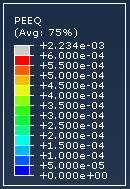 PEEQ
(Avg: 75%)
+2.234e-03
+6.000e-04
+5.500e-04
+5.000e-04
+4.500e-04
+4.000e-04
+3.500e-04
+3.000e-04
+2.500e-04
+2.000e-04
+1.500e-04
+1.000e-04
+5.000e-05
+0.000e+00